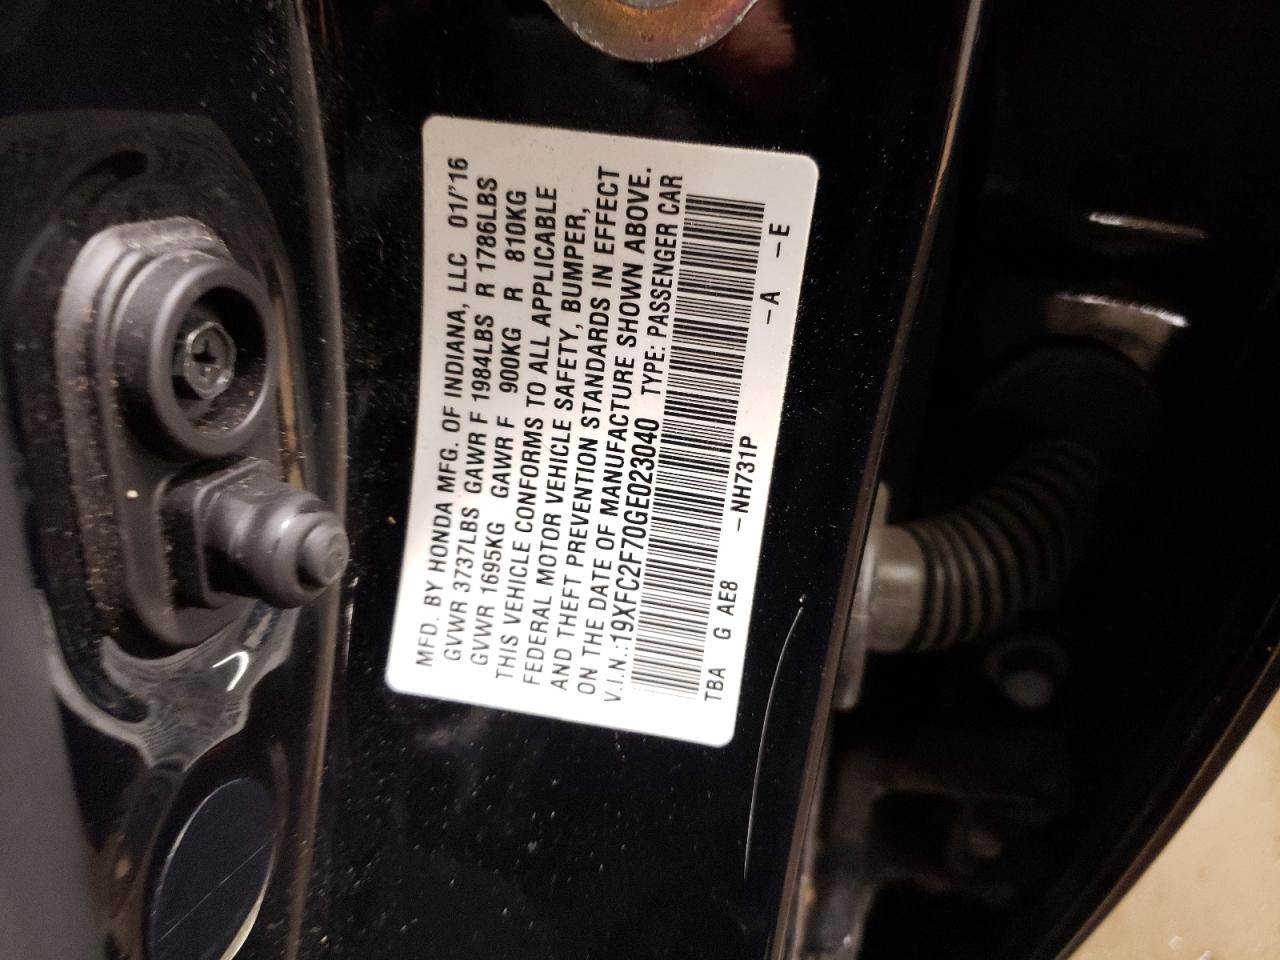 MFD. BY HONDA MFG. OF INDIANA, LLC 01/'16
GVWR 3737LBS GAWR F 1984LBS R 1786LBS
GVWR 1695KG GAWR F 900KG R 810KG
THIS VEHICLE CONFORMS TO ALL APPLICABLE
FEDERAL MOTOR VEHICLE SAFETY, BUMPER,
AND THEFT PREVENTION STANDARDS IN EFFECT
ON THE DATE OF MANUFACTURE SHOWN ABOVE.
V.I.N.:19XFC2F70GE023040 TYPE: PASSENGER CAR
TBA G AE8 -NH731P -A -E